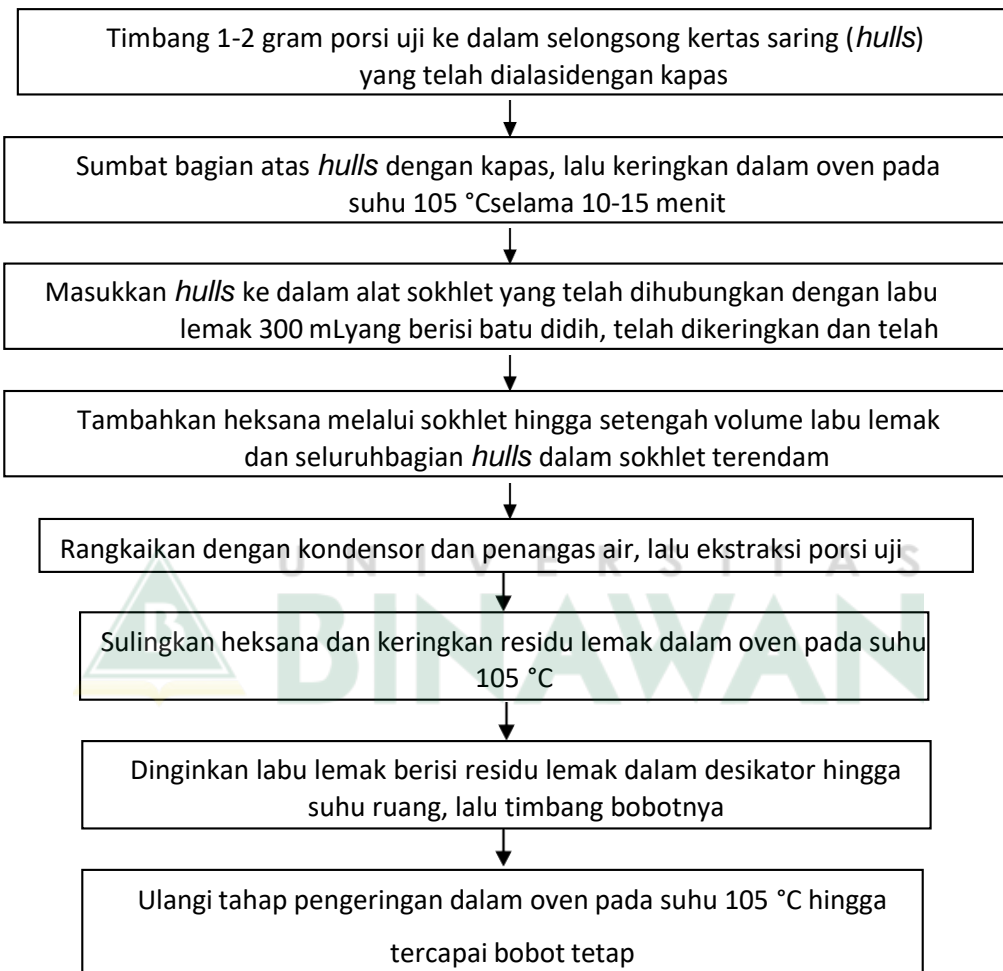 Timbang 1-2 gram porsi uji ke dalam selongsong kertas saring (hulls)
yang telah dialasidengan kapas
Sumbat bagian atas hulls dengan kapas, lalu keringkan dalam oven pada
suhu 105 °Cselama 10-15 menit
Masukkan hulls ke dalam alat sokhlet yang telah dihubungkan dengan labu
lemak 300 mLyang berisi batu didih, telah dikeringkan dan telah
Tambahkan heksana melalui sokhlet hingga setengah volume labu lemak
dan seluruhbagian hulls dalam sokhlet terendam
Rangkaikan dengan kondensor dan penangas air, lalu ekstraksi porsi uji
UNIVERSITAS
BINAWAN
Sulingkan heksana dan keringkan residu lemak dalam oven pada suhu
105 °C
Dinginkan labu lemak berisi residu lemak dalam desikator hingga
suhu ruang, lalu timbang bobotnya
Ulangi tahap pengeringan dalam oven pada suhu 105 °C hingga
tercapai bobot tetap